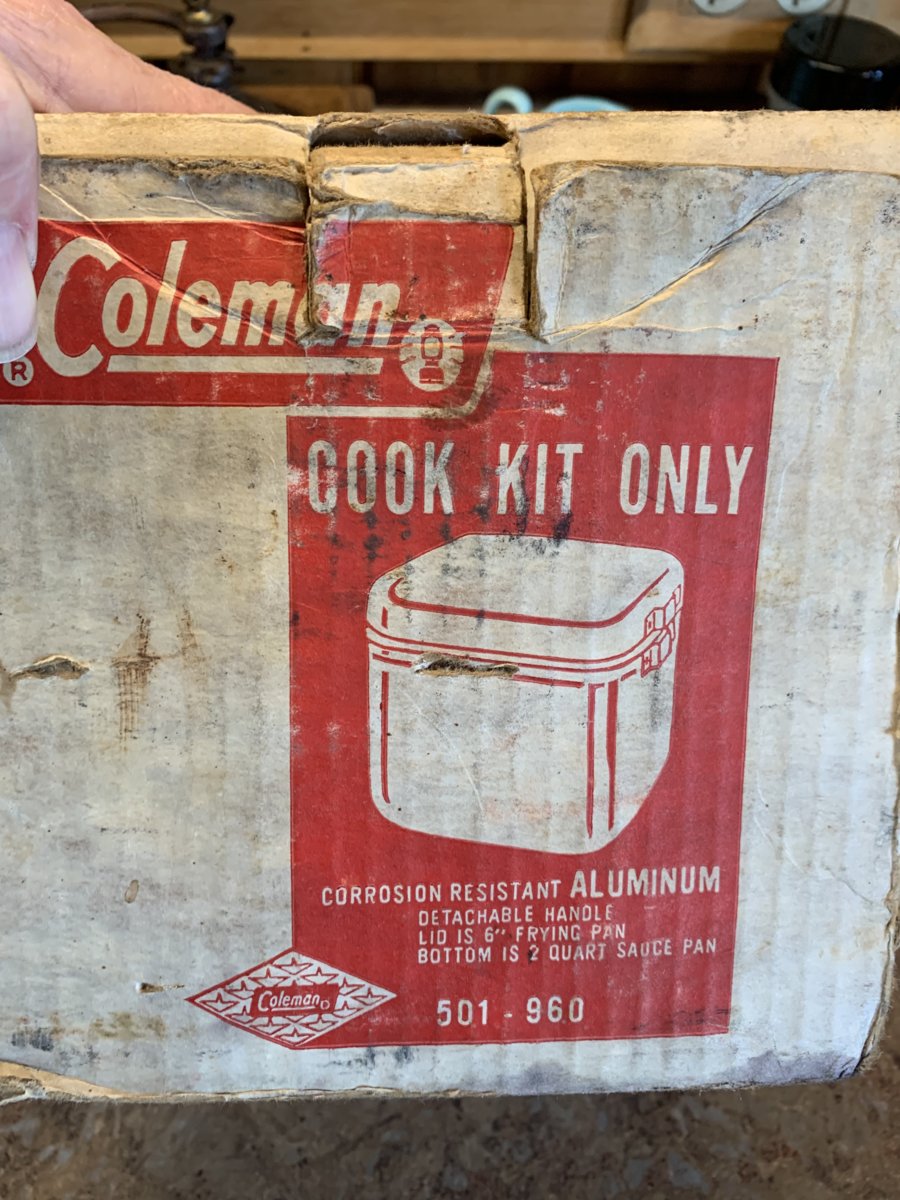 Coleman
®
COOK KIT ONLY
CORROSION RESISTANT ALUMINUM
DETACHABLE HANDLE
LID IS 6" FRYING PAN
BOTTOM IS 2 QUART SAUCE PAN
Coleman
501 - 960